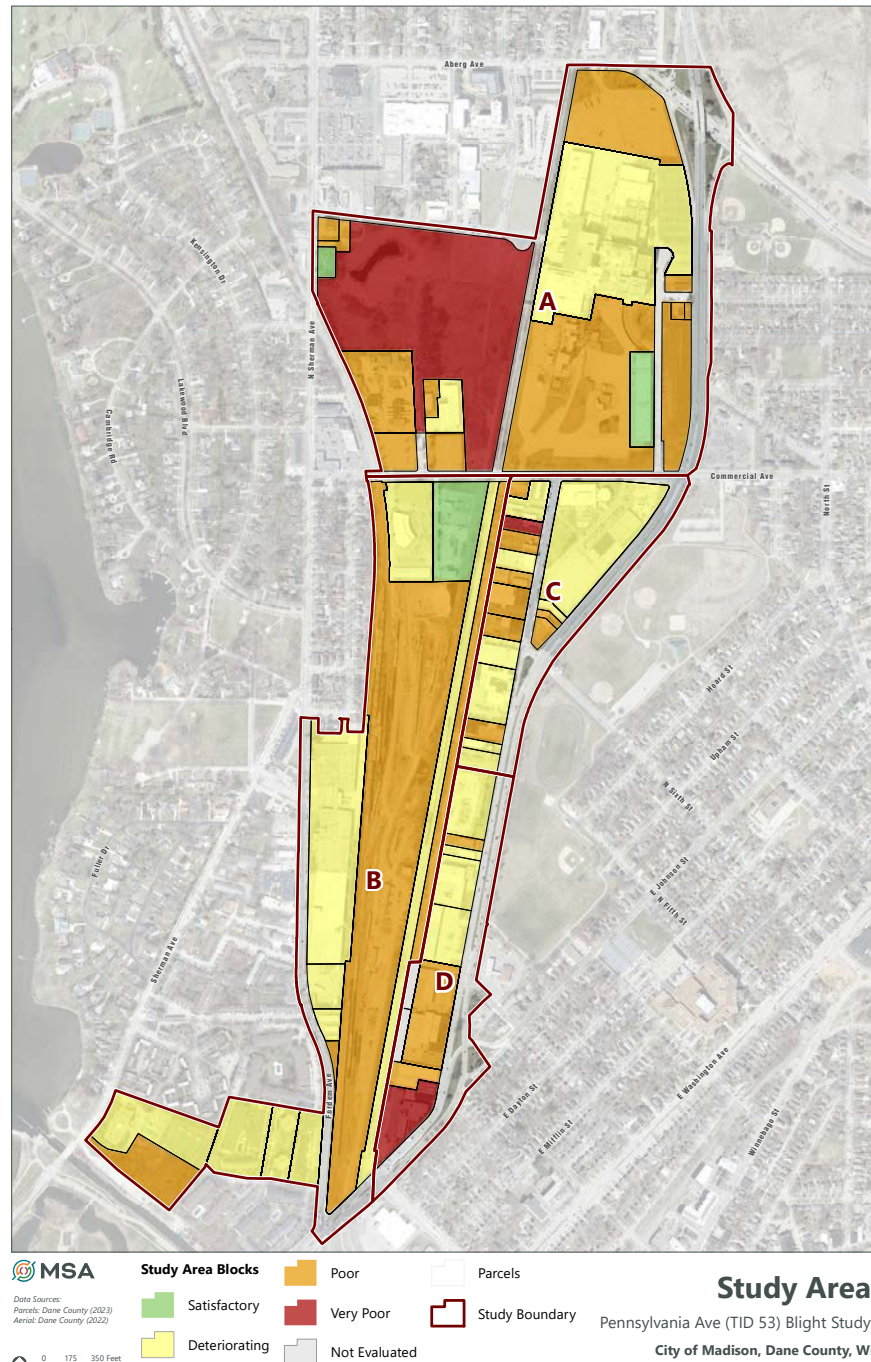 Aberg Ave
Kensington Dr
N Sherman Ave
A
Lakewood Blvd
Cambridge Rd
Commercial Ave
North St
C
Hoard St
Upham St
N Sixth St
E Johnson St
N Fifth St
Fuller Dr
B
Sherman Ave
D
E Washington Ave
Fordem Ave
E Dayton St
E Mifflin St
Winnebago St
MSA
Data Sources:
Parcels: Dane County (2023)
Aerial: Dane County (2022)
0 175 350 Feet
Study Area Blocks
Satisfactory
Deteriorating
Poor
Very Poor
Not Evaluated
Parcels
Study Boundary
Study Area
Pennsylvania Ave (TID 53) Blight Study
City of Madison, Dane County, W